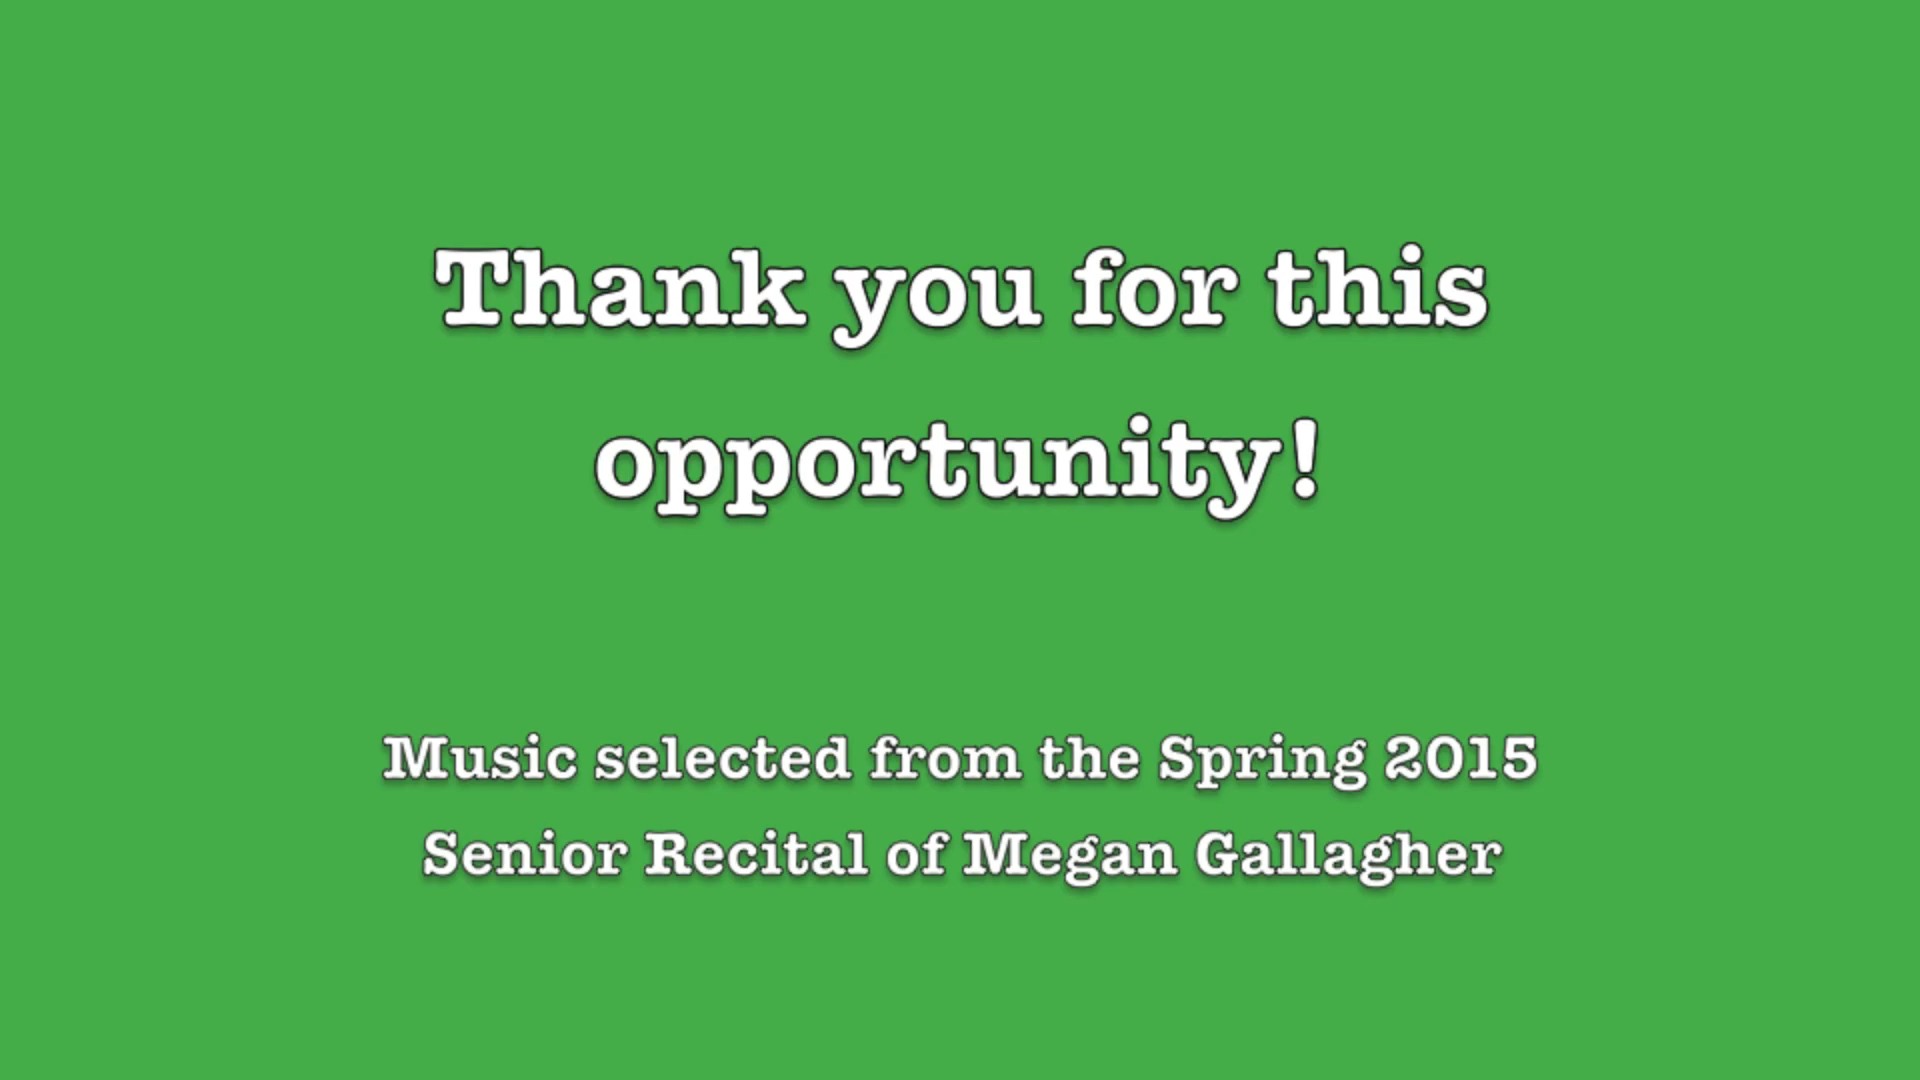 Thank you for this
opportunity!
Music selected from the Spring 2015
Senior Recital of Megan Gallagher